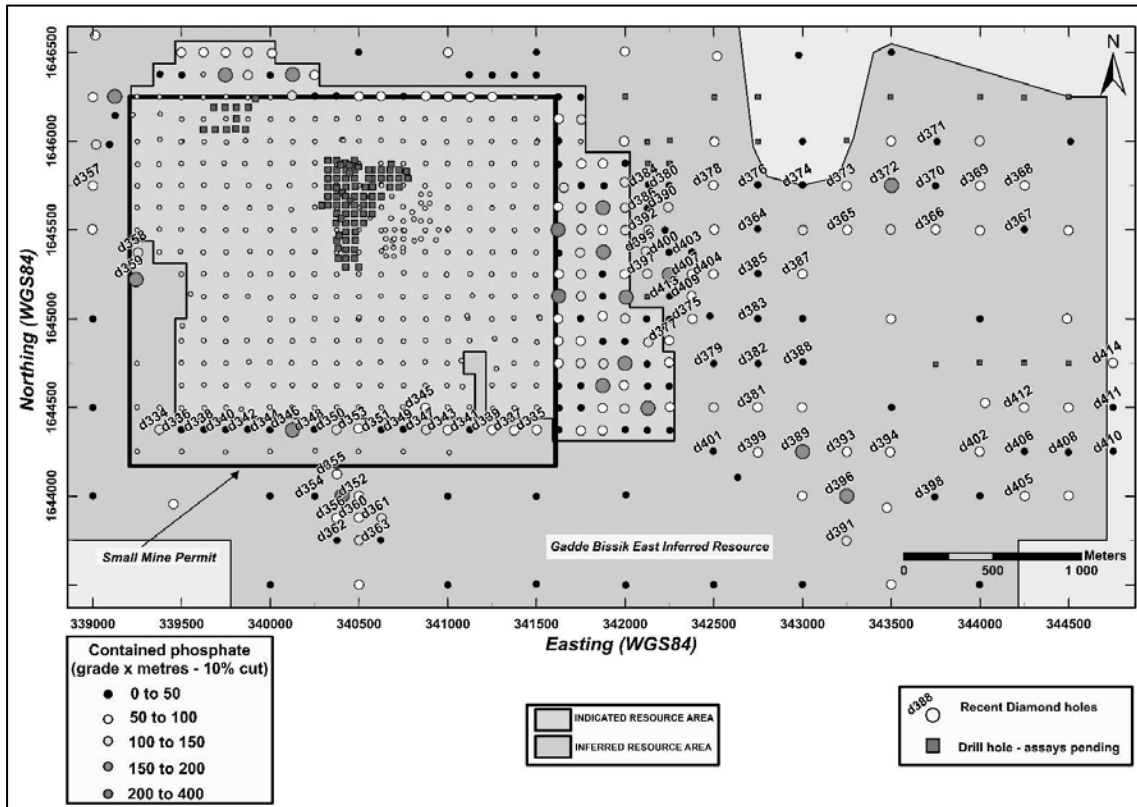 N
Northing (WGS84)
1646500
1646000
1645500
1645000
1644500
1644000
d371
d357
d384 d380 d378 d376 d374 d373 d372 d370 d369 d368
d390
d392 d364 d365 d366 d367
d358
d395 d400 d403
d359
d397 d407 d404 d385 d387
d413 d409
d375 d383
d377
d379 d382 d388 d414
d345 d381 d412 d411
d334 d336 d338 d340 d342 d344 d346 d348 d350 d353 d351 d349 d347 d343 d341 d339 d337 d335
d401 d399 d389 d393 d394 d402 d406 d408 d410
d355
d354 d352 d396 d398 d405
d356 d360 d361
d362 d363 d391
Small Mine Permit
Gadde Bissik East Inferred Resource
Meters
0 500 1 000
339000 339500 340000 340500 341000 341500 342000 342500 343000 343500 344000 344500
Easting (WGS84)
Contained phosphate
(grade x metres - 10% cut)
0 to 50
50 to 100
100 to 150
150 to 200
200 to 400
INDICATED RESOURCE AREA
INFERRED RESOURCE AREA
d388
Recent Diamond holes
Drill hole - assays pending